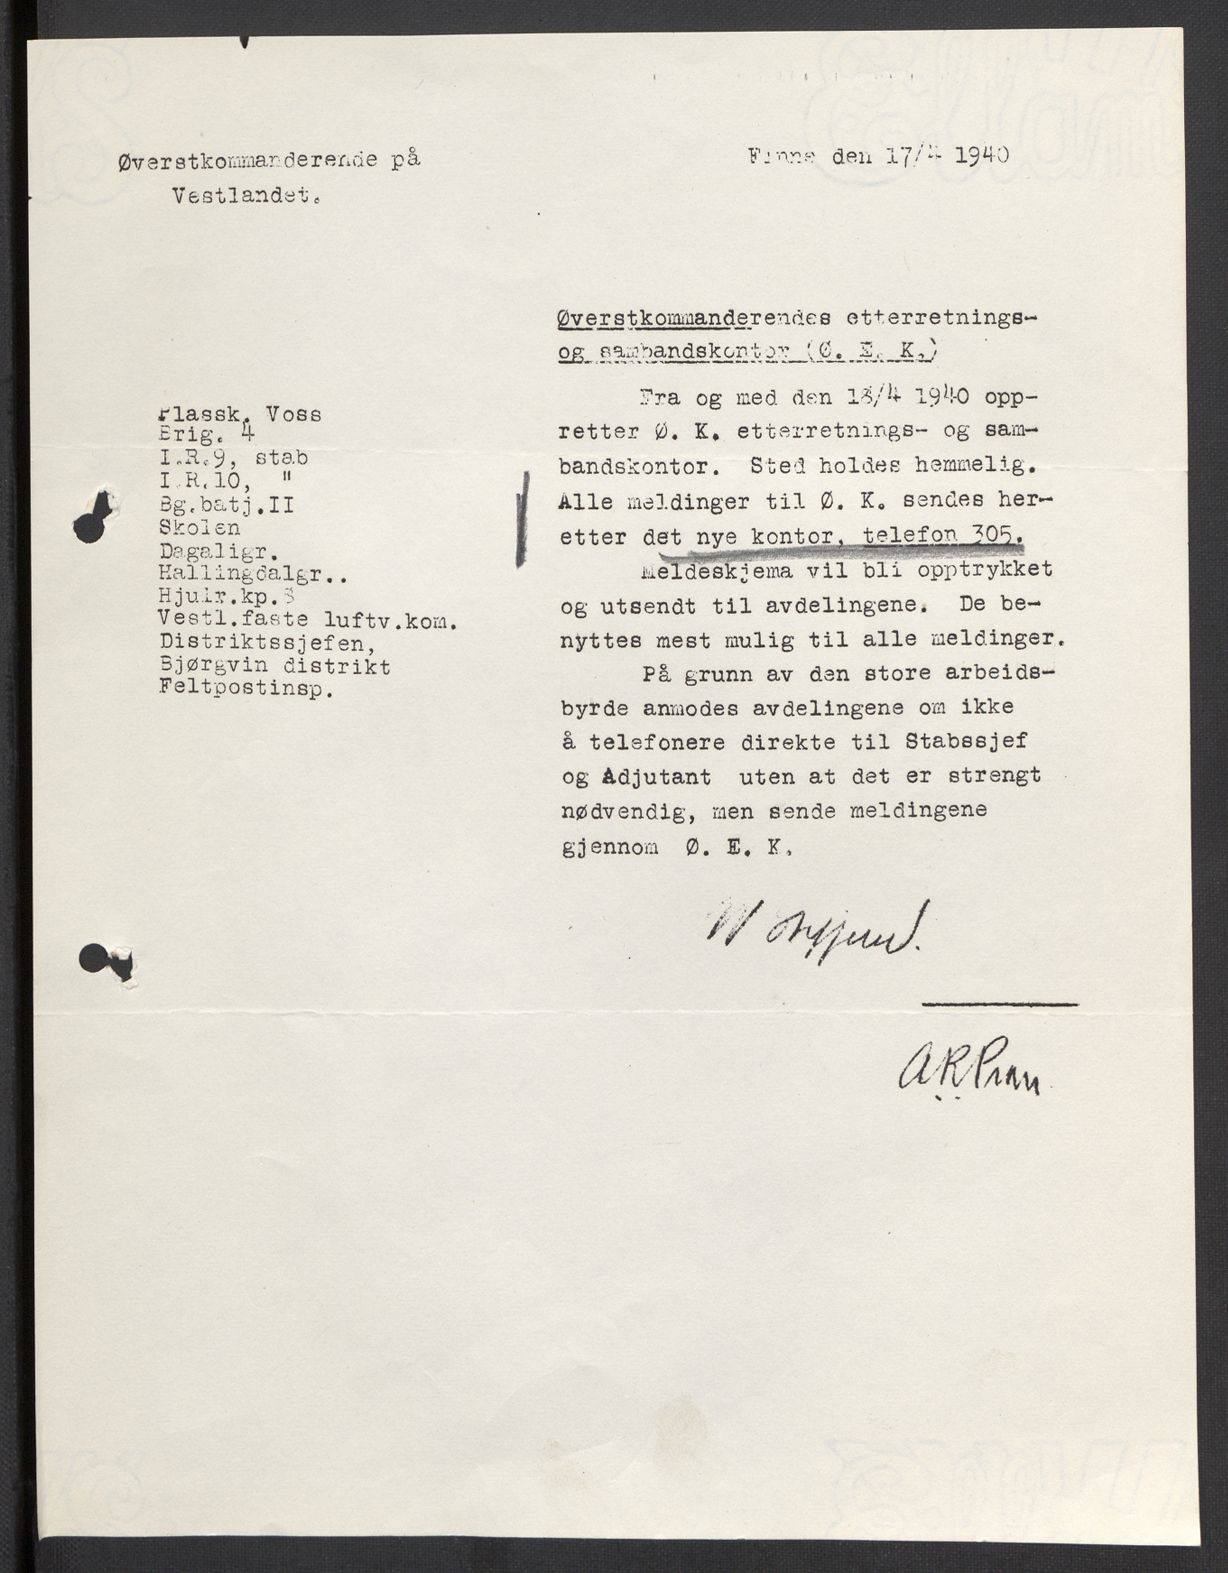 Øverstkommanderende på
Vestlandet.
Finne den 17/4 1940
Øverstkommanderendes etterretnings-
og sambandskontor (Ø. E. K.)
Plassk. Voss
Brig. 4
I.R.9, stab
I.R.10, "
Bg.batj.II
Skolen
Dagaligr.
Hallingdalgr..
Hjulr.kp.3
Vestl.faste luftv.kom.
Distriktssjefen,
Bjørgvin distrikt
Feltpostinsp.
Fra og med den 18/4 1940 opp-
retter Ø. K. etterretnings- og sam-
bandskontor. Sted holdes hemmelig.
Alle meldinger til Ø. K. sendes her-
etter det nye kontor, telefon 305.
Meldeskjema vil bli opptrykket
og utsendt til avdelingene. De be-
nyttes mest mulig til alle meldinger.
På grunn av den store arbeids-
byrde anmodes avdelingene om ikke
å telefonere direkte til Stabssjef
og Adjutant uten at det er strengt
nødvendig, men sende meldingene
gjennom Ø. E. K.